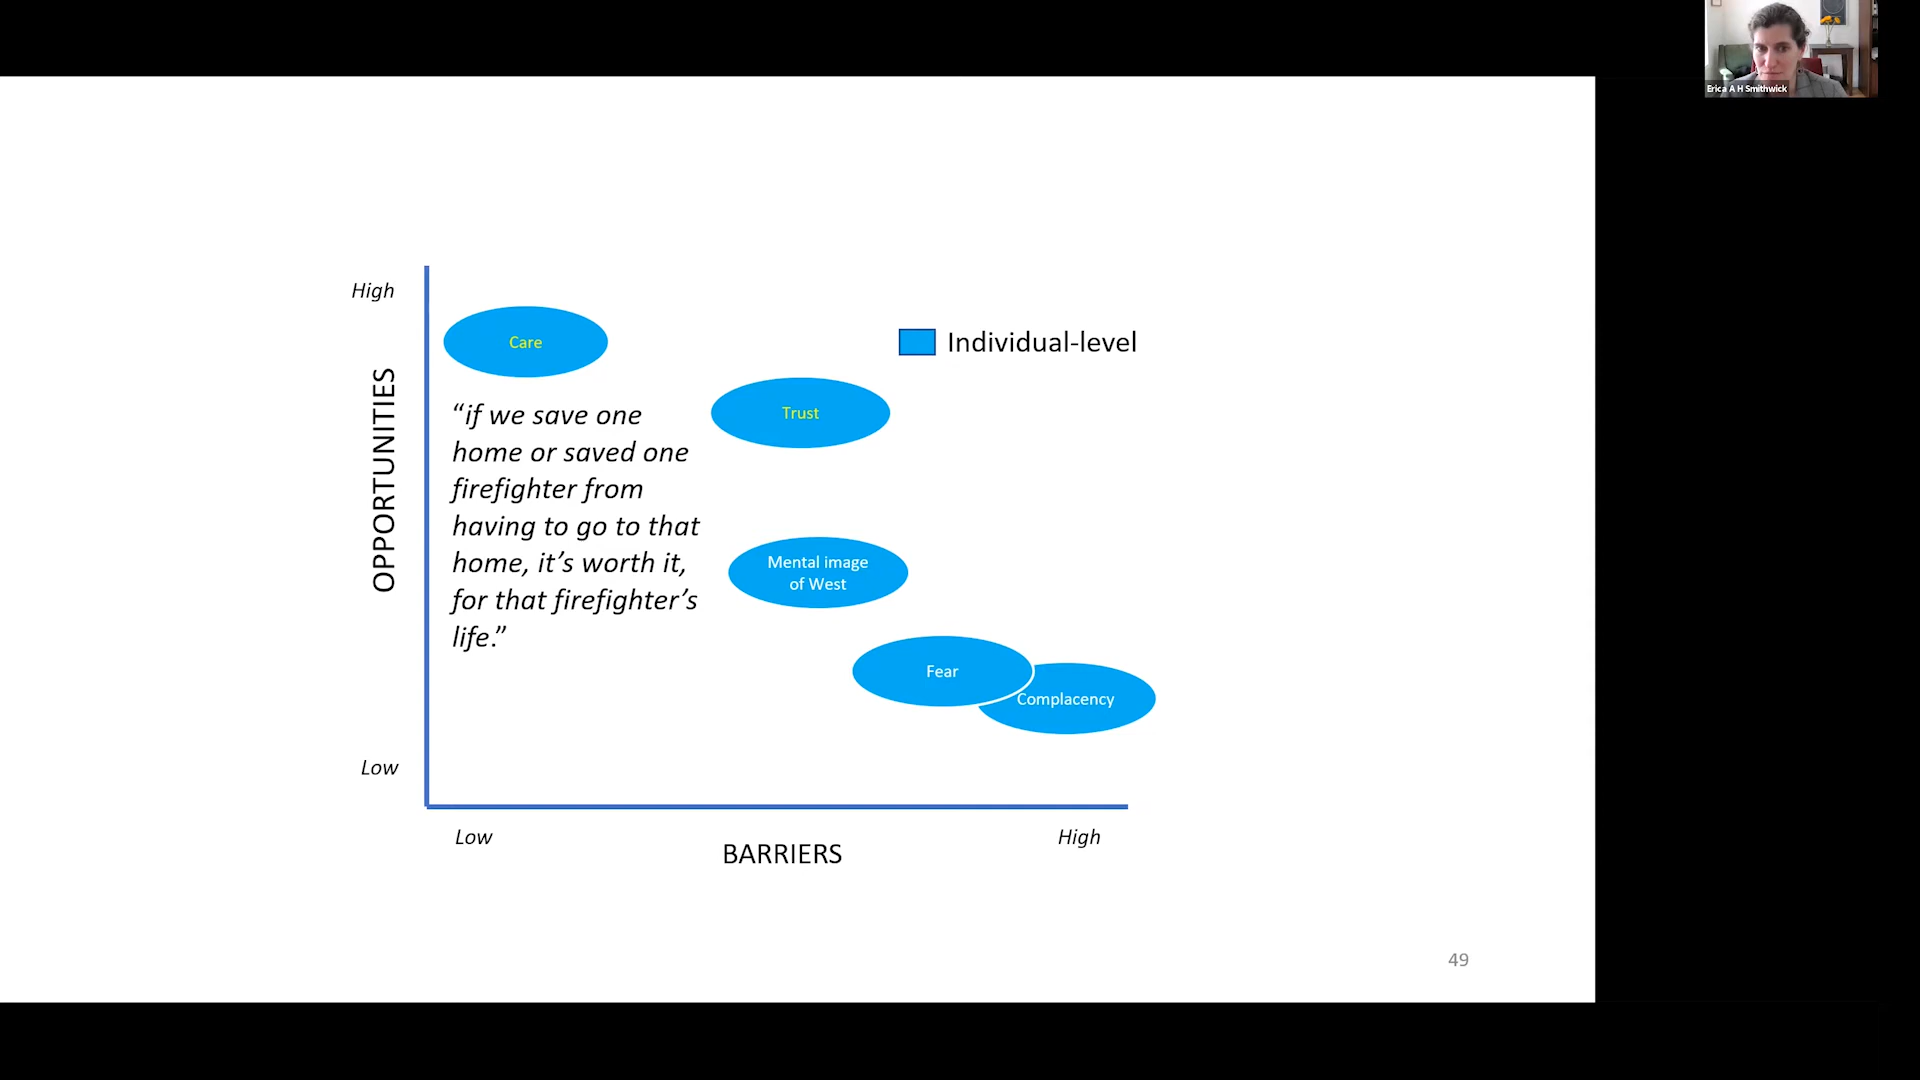 Erica A H Smithwick
High
Care
Individual-level
OPPORTUNITIES
Trust
“if we save one
home or saved one
firefighter from
having to go to that
home, it’s worth it,
for that firefighter’s
life.”
Mental image
of West
Fear
Complacency
Low
Low
High
BARRIERS
49